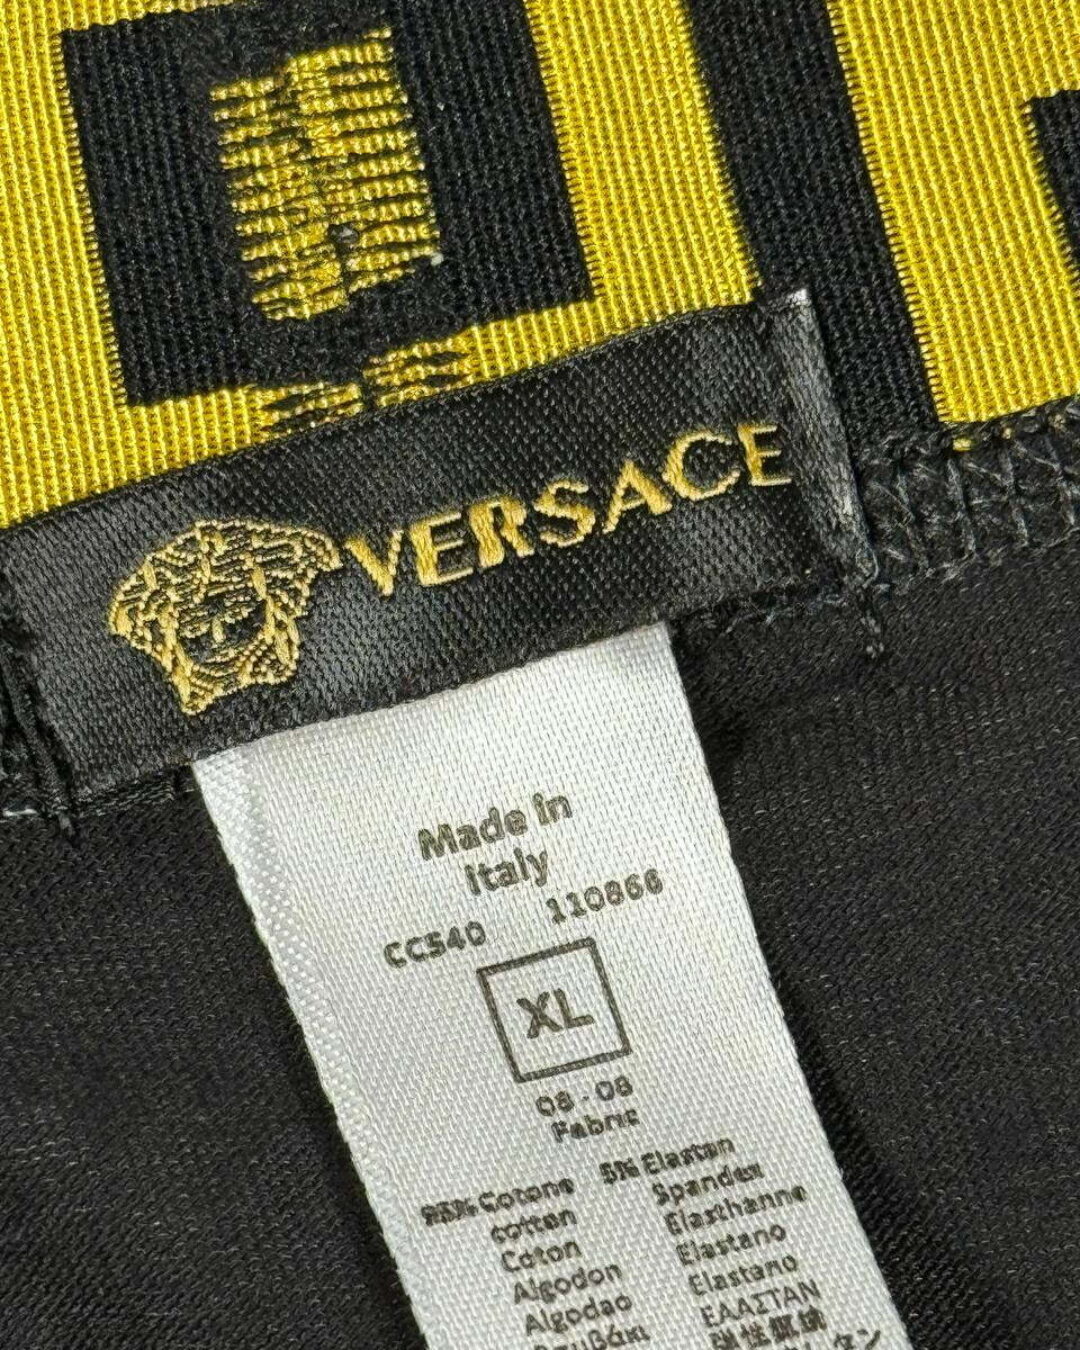 VERSACE
Made in
Italy
CC540 110866
XL
08 - 08
Fabric
95% Cotone 5% Elastan
cotton Spandex
Coton Elasthanne
Algodon Elastano
Algodao Elastano
ΕΛΑΣΤΑΝ